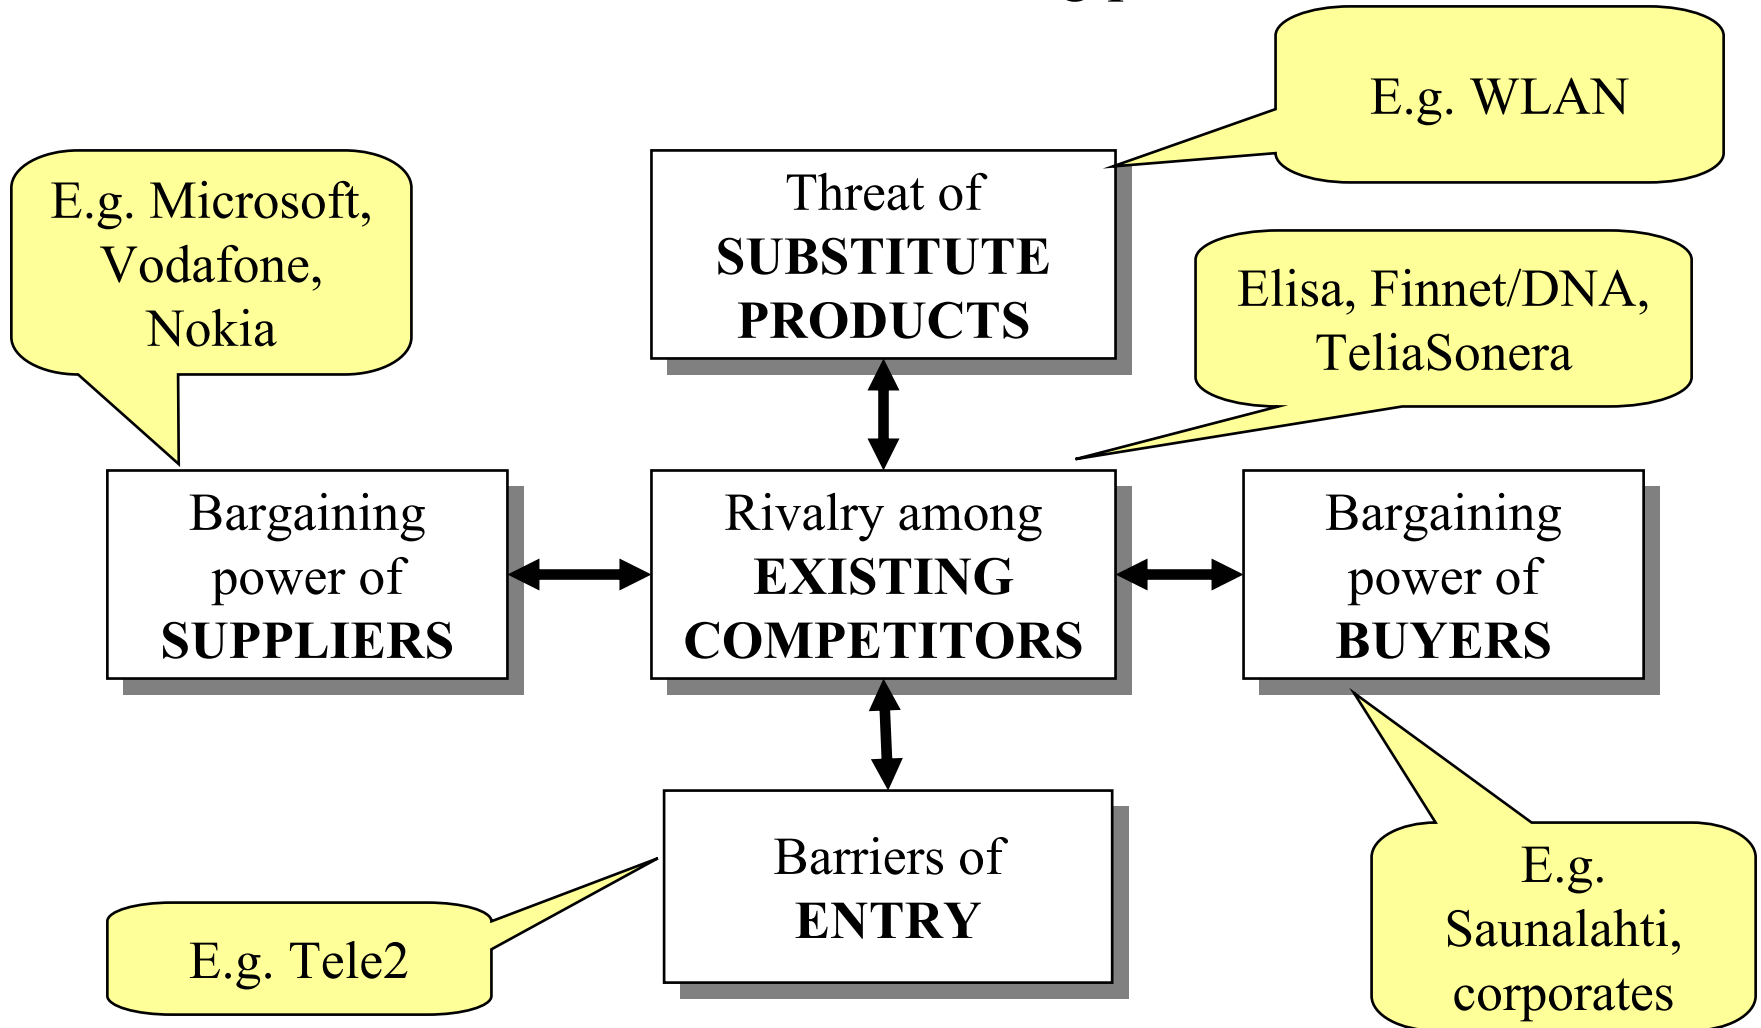 E.g. WLAN
E.g. Microsoft,
Vodafone,
Nokia
Threat of
SUBSTITUTE
PRODUCTS
Elisa, Finnet/DNA,
TeliaSonera
Bargaining
power of
SUPPLIERS
Rivalry among
EXISTING
COMPETITORS
Bargaining
power of
BUYERS
Barriers of
ENTRY
E.g. Tele2
E.g.
Saunalahti,
corporates